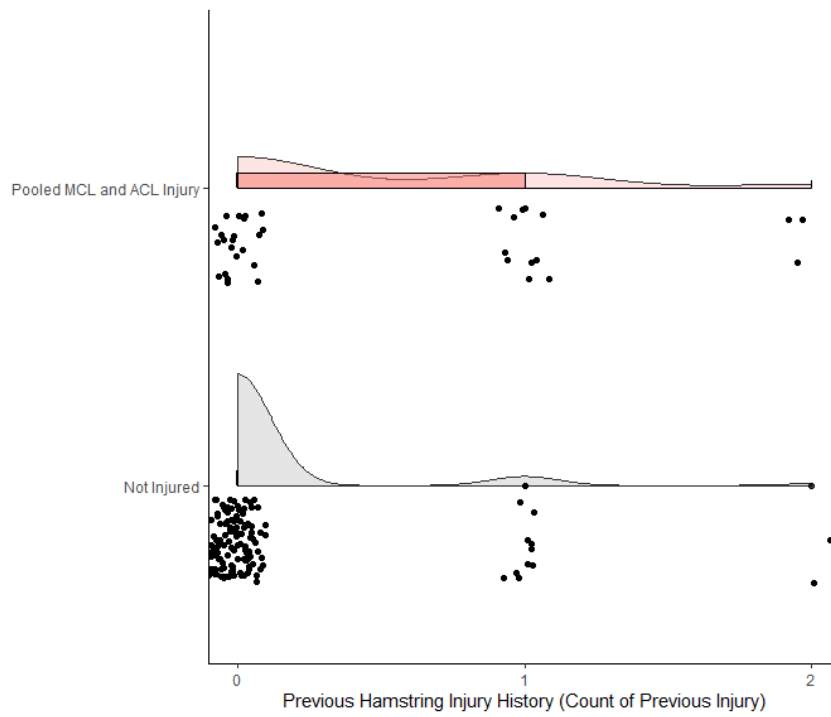 Pooled MCL and ACL Injury
Not Injured
0 1 2
Previous Hamstring Injury History (Count of Previous Injury)